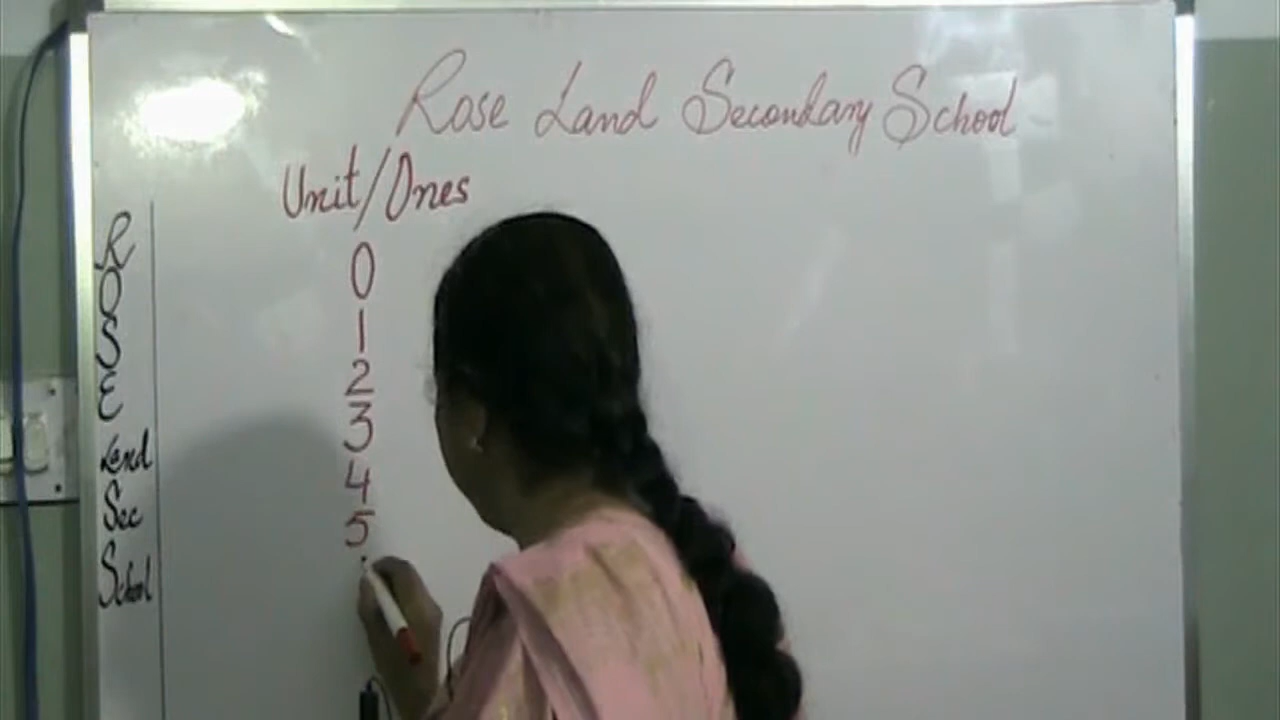 Rose Land Secondary School
Unit/Ones
0
1
2
3
4
5
R
O
S
E
Land
Sec
School